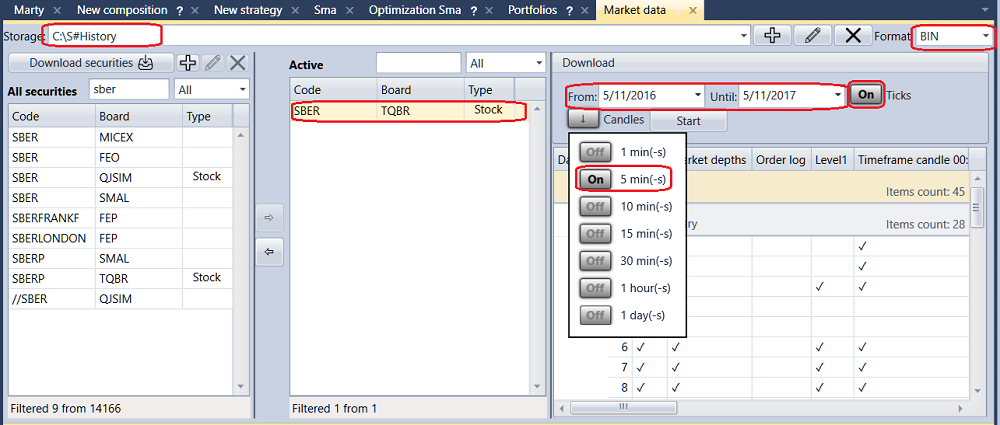 Marty × New composition ? × New strategy × Sma × Optimization Sma ? × Portfolios ? × Market data ×
Storage: C:\S#History Format: BIN
Download securities
All securities sber All
Code Board Type
SBER MICEX
SBER FEO
SBER QJSIM Stock
SBER SMAL
SBERFRANKF FEP
SBERLONDON FEP
SBERP SMAL
SBERP TQBR Stock
//SBER QJSIM
Filtered 9 from 14166
Active All
Code Board Type
SBER TQBR Stock
Filtered 1 from 1
Download
From: 5/11/2016 Until: 5/11/2017 On Ticks
↓ Candles Start
Off 1 min(-s)
On 5 min(-s)
Off 10 min(-s)
Off 15 min(-s)
Off 30 min(-s)
Off 1 hour(-s)
Off 1 day(-s)
Da rket depths Order log Level1 Timeframe candle 00:
Items count: 45
ry Items count: 28
✓
✓
✓ ✓
6 ✓ ✓ ✓ ✓
7 ✓ ✓ ✓ ✓
8 ✓ ✓ ✓ ✓